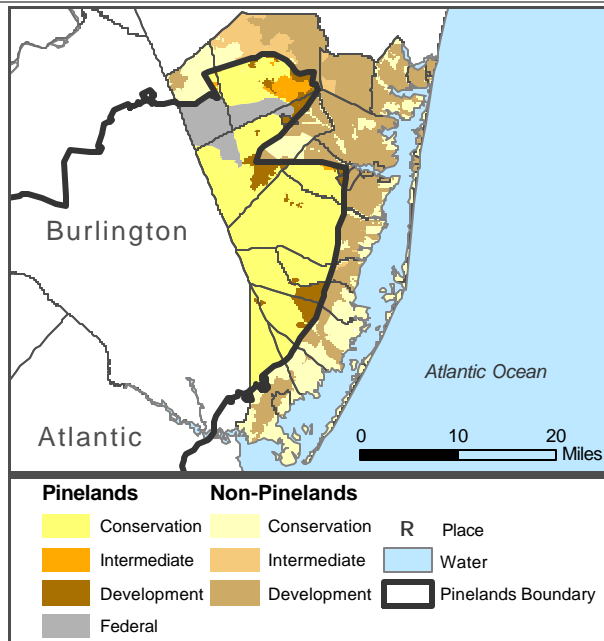 Burlington
Atlantic Ocean
Atlantic
0 10 20
Miles
Pinelands Non-Pinelands
Conservation Conservation R Place
Intermediate Intermediate Water
Development Development Pinelands Boundary
Federal